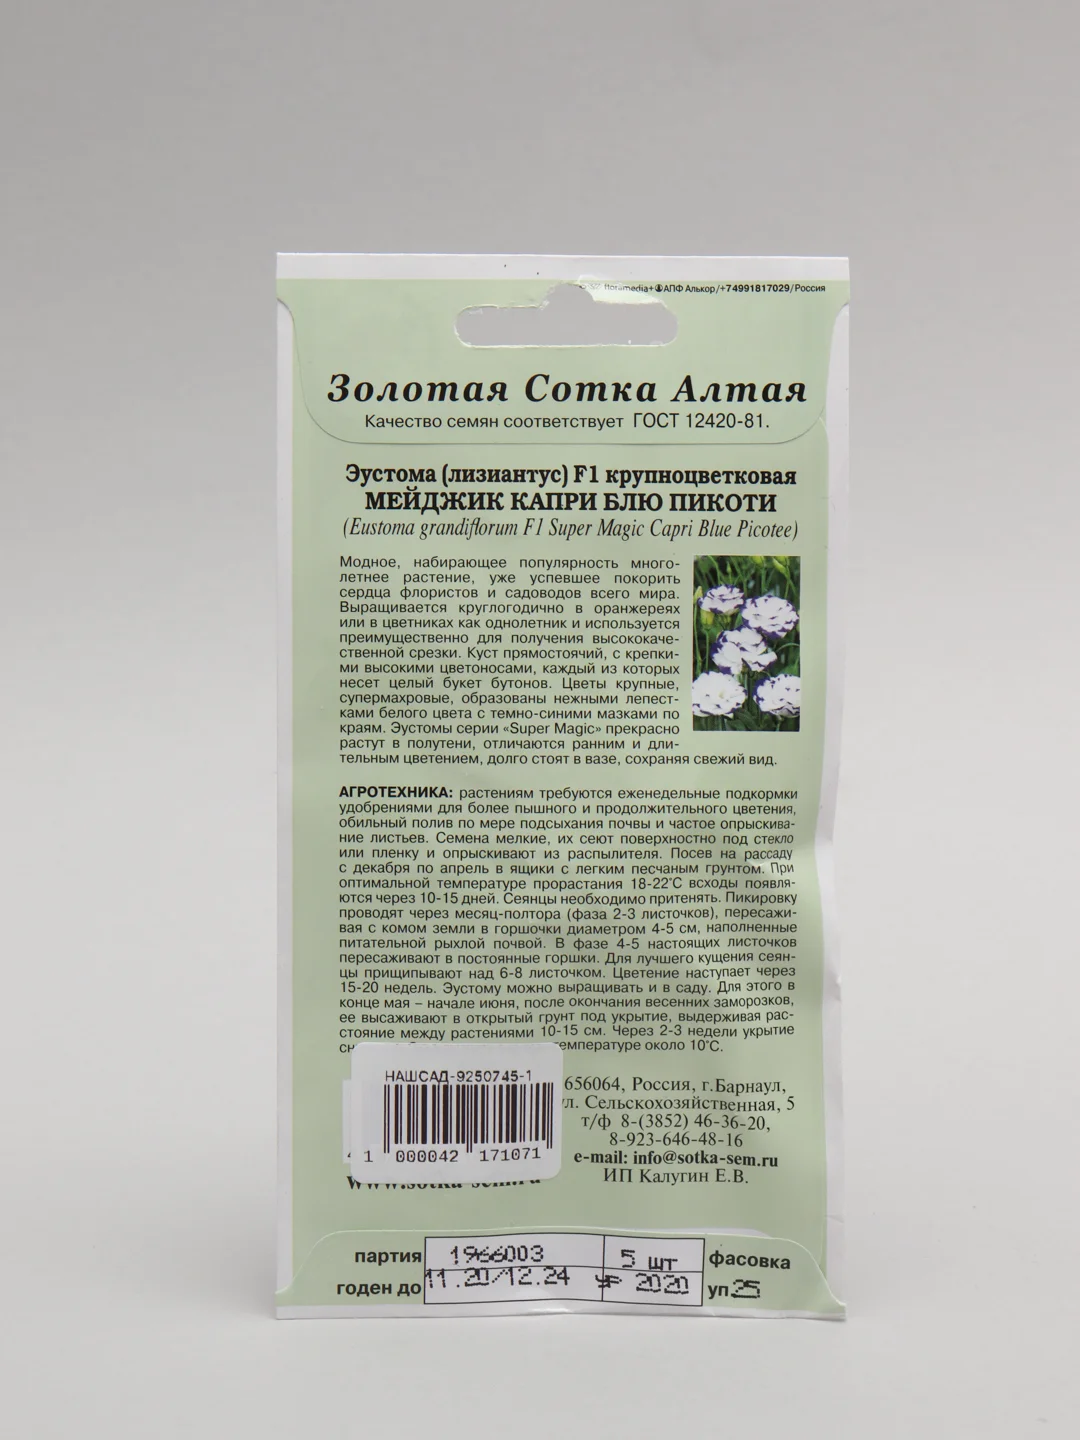 floramedia+ АПФ Алькор/+74991817029/Россия
Золотая Сотка Алтая
Качество семян соответствует ГОСТ 12420-81.
Эустома (лизиантус) F1 крупноцветковая
МЕЙДЖИК КАПРИ БЛЮ ПИКОТИ
(Eustoma grandiflorum F1 Super Magic Capri Blue Picotee)
Модное, набирающее популярность много-
летнее растение, уже успевшее покорить
сердца флористов и садоводов всего мира.
Выращивается круглогодично в оранжереях
или в цветниках как однолетник и используется
преимущественно для получения высококаче-
ственной срезки. Куст прямостоячий, с крепки-
ми высокими цветоносами, каждый из которых
несет целый букет бутонов. Цветы крупные,
супермахровые, образованы нежными лепест-
ками белого цвета с темно-синими мазками по
краям. Эустомы серии «Super Magic» прекрасно
растут в полутени, отличаются ранним и дли-
тельным цветением, долго стоят в вазе, сохраняя свежий вид.
АГРОТЕХНИКА: растениям требуются еженедельные подкормки
удобрениями для более пышного и продолжительного цветения,
обильный полив по мере подсыхания почвы и частое опрыскива-
ние листьев. Семена мелкие, их сеют поверхностно под стекло
или пленку и опрыскивают из распылителя. Посев на рассаду
с декабря по апрель в ящики с легким песчаным грунтом. При
оптимальной температуре прорастания 18-22°С всходы появля-
ются через 10-15 дней. Сеянцы необходимо притенять. Пикировку
проводят через месяц-полтора (фаза 2-3 листочков), пересажи-
вая с комом земли в горшочки диаметром 4-5 см, наполненные
питательной рыхлой почвой. В фазе 4-5 настоящих листочков
пересаживают в постоянные горшки. Для лучшего кущения сеян-
цы прищипывают над 6-8 листочком. Цветение наступает через
15-20 недель. Эустому можно выращивать и в саду. Для этого в
конце мая – начале июня, после окончания весенних заморозков,
ее высаживают в открытый грунт под укрытие, выдерживая рас-
стояние между растениями 10-15 см. Через 2-3 недели укрытие
температуре около 10°С.
НАШСАД-9250745-1
1 000042 171071
656064, Россия, г.Барнаул,
ул. Сельскохозяйственная, 5
т/ф 8-(3852) 46-36-20,
8-923-646-48-16
e-mail: info@sotka-sem.ru
www.sotka-sem.ru
ИП Калугин Е.В.
партия 1966003 5 шт фасовка
годен до 11.20/12.24 УР 2020 уп 25